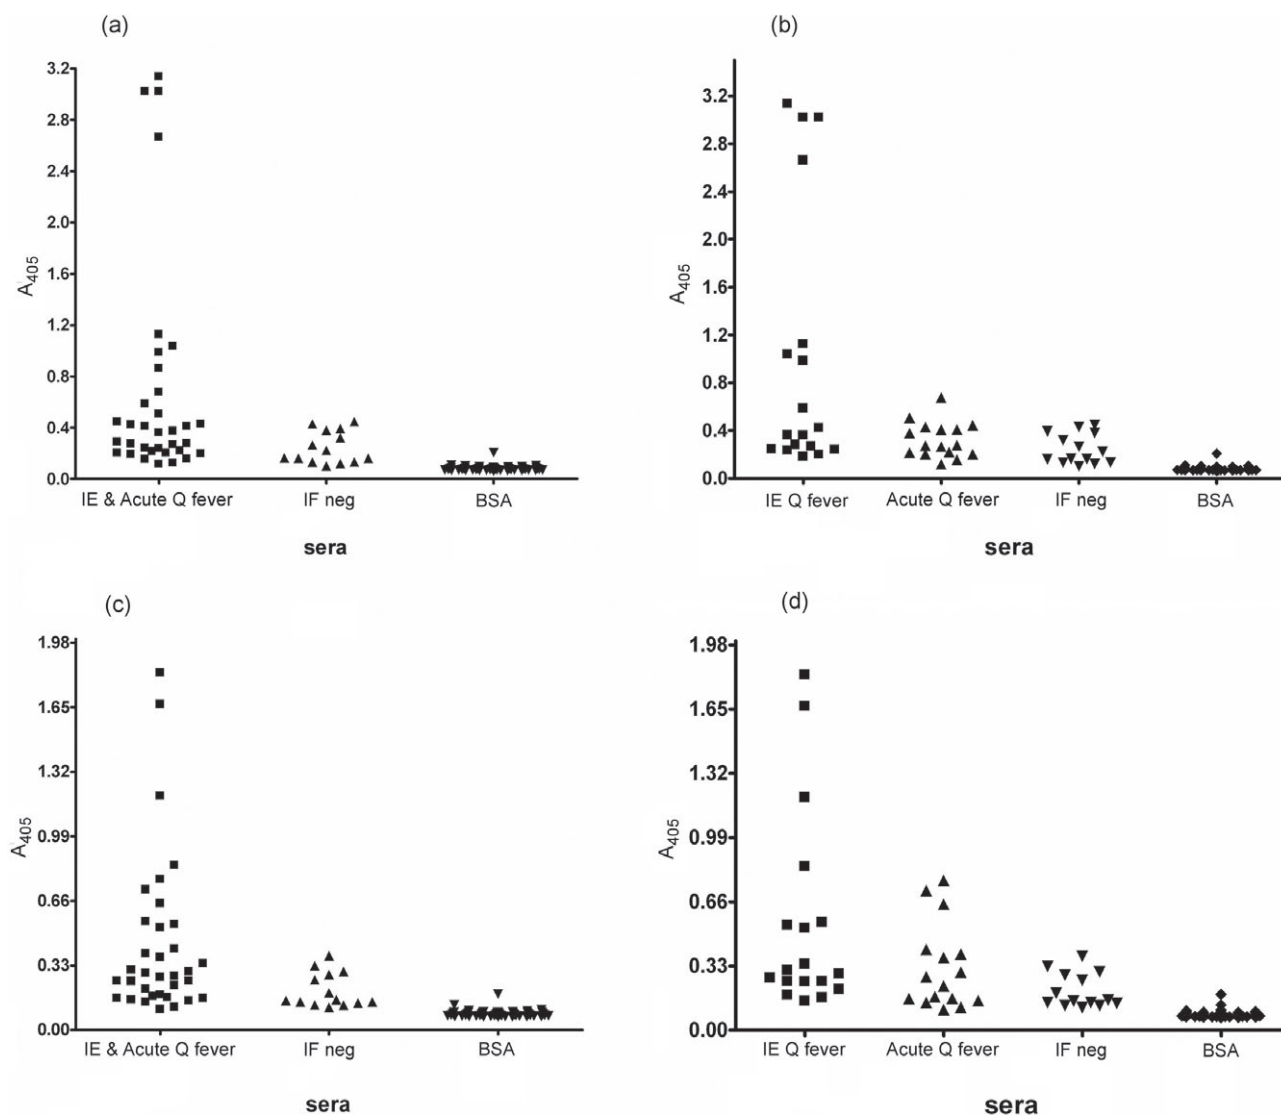 (a)
3.2
2.8
2.4
2.0
1.6
1.2
0.8
0.4
0.0
A405
IE & Acute Q fever IF neg BSA
sera
(b)
3.2
2.8
2.4
2.0
1.6
1.2
0.8
0.4
0.0
A405
IE Q fever Acute Q fever IF neg BSA
sera
(c)
1.98
1.65
1.32
0.99
0.66
0.33
0.00
A405
IE & Acute Q fever IF neg BSA
sera
(d)
1.98
1.65
1.32
0.99
0.66
0.33
0.00
A405
IE Q fever Acute Q fever IF neg BSA
sera